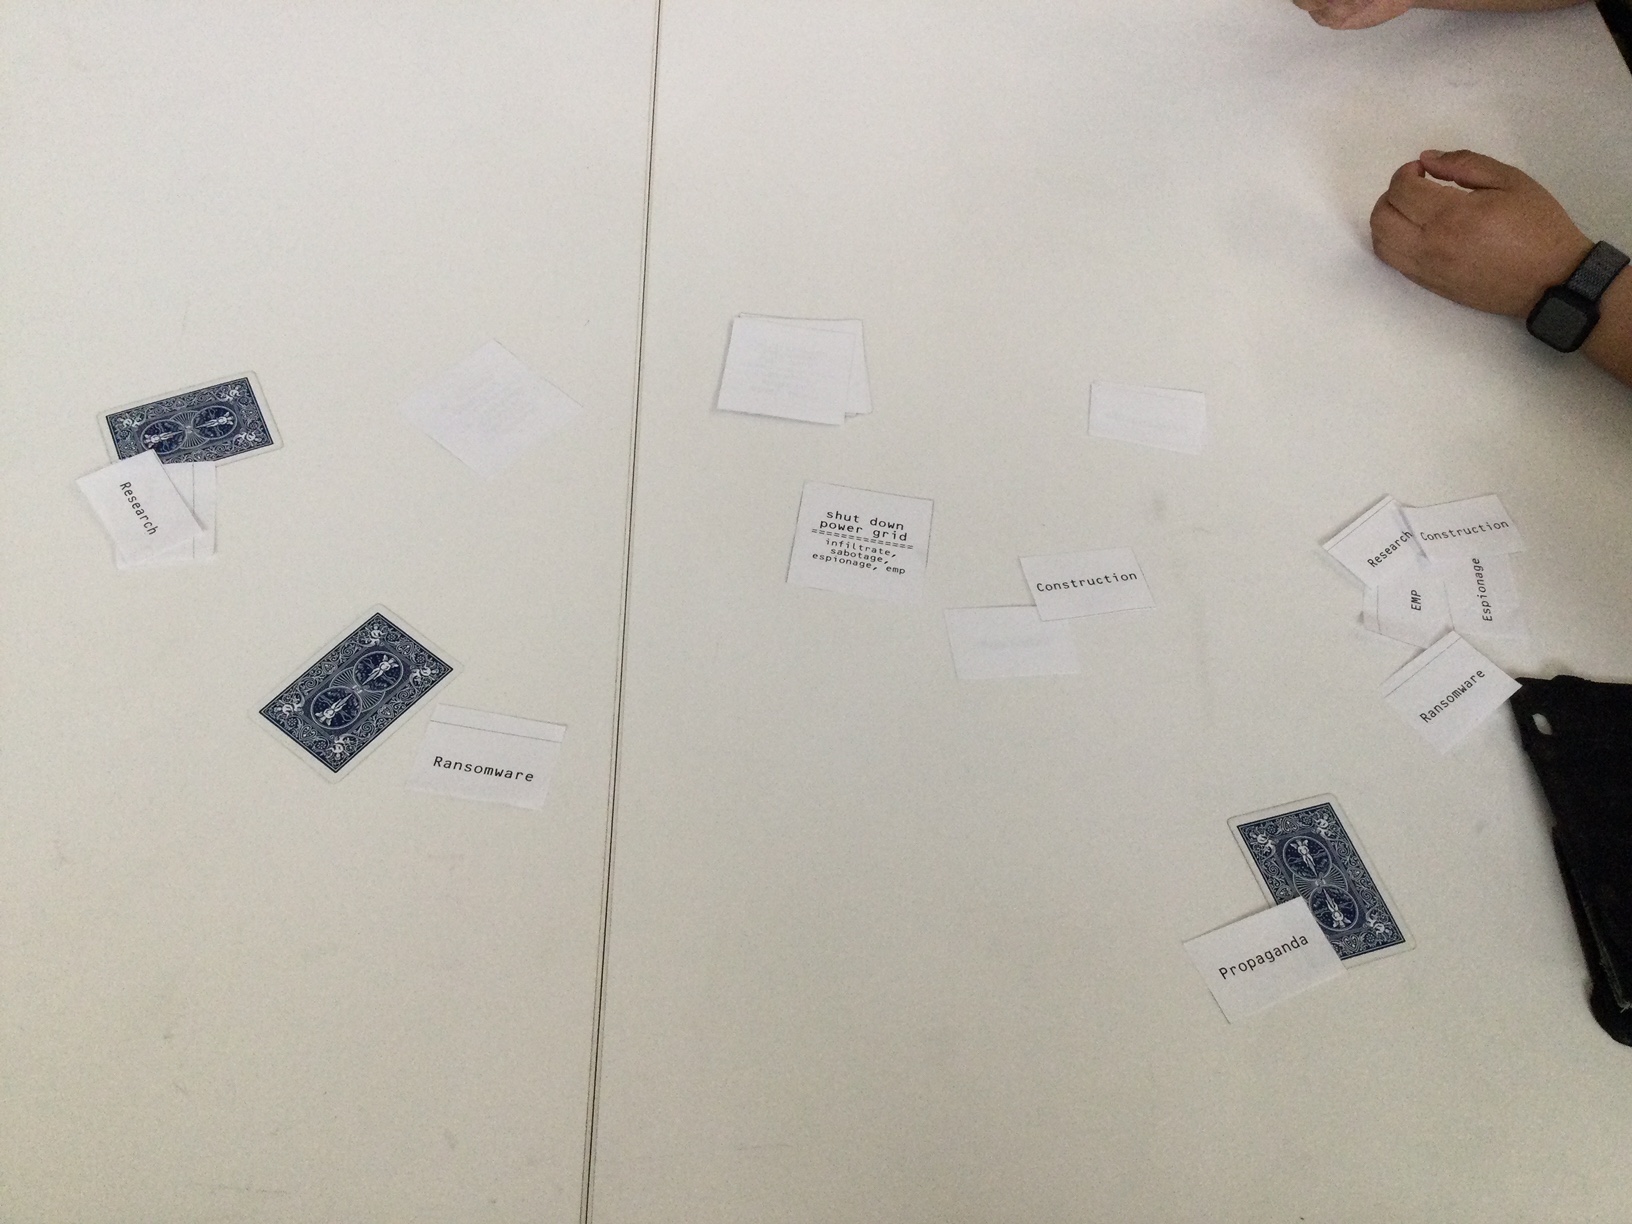 Research
Ransomware
shut down
power grid
==============
infiltrate,
sabotage,
espionage, emp
Construction
Research
Construction
EMP
Espionage
Ransomware
Propaganda